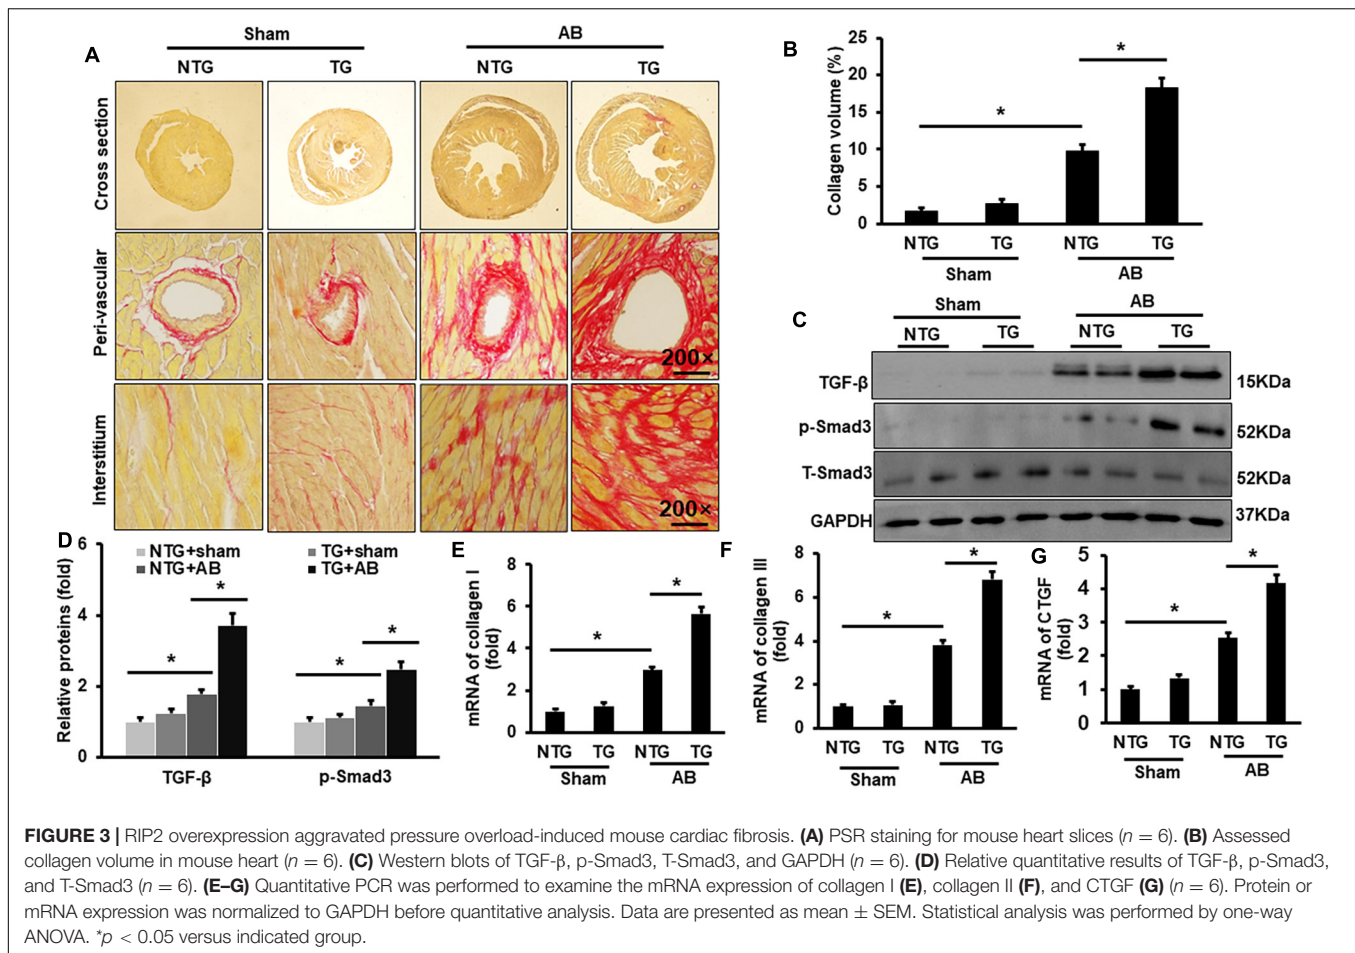 A
Sham
AB
NTG
TG
NTG
TG
Cross section
Peri-vascular
200×
Interstitium
200×
B
Collagen volume (%)
25
20
15
10
5
0
*
*
NTG
TG
NTG
TG
Sham
AB
C
Sham
AB
NTG
TG
NTG
TG
TGF-β
15KDa
p-Smad3
52KDa
T-Smad3
52KDa
GAPDH
37KDa
D
Relative proteins (fold)
6
4
2
0
NTG+sham
TG+sham
NTG+AB
TG+AB
*
*
*
*
TGF-β
p-Smad3
E
mRNA of collagen I
(fold)
8
6
4
2
0
*
*
NTG
TG
NTG
TG
Sham
AB
F
mRNA of collagen III
(fold)
8
6
4
2
0
*
*
NTG
TG
NTG
TG
Sham
AB
G
mRNA of CTGF
(fold)
5
4
3
2
1
0
*
*
NTG
TG
NTG
TG
Sham
AB
FIGURE 3 | RIP2 overexpression aggravated pressure overload-induced mouse cardiac fibrosis. (A) PSR staining for mouse heart slices (n = 6). (B) Assessed
collagen volume in mouse heart (n = 6). (C) Western blots of TGF-β, p-Smad3, T-Smad3, and GAPDH (n = 6). (D) Relative quantitative results of TGF-β, p-Smad3,
and T-Smad3 (n = 6). (E–G) Quantitative PCR was performed to examine the mRNA expression of collagen I (E), collagen II (F), and CTGF (G) (n = 6). Protein or
mRNA expression was normalized to GAPDH before quantitative analysis. Data are presented as mean ± SEM. Statistical analysis was performed by one-way
ANOVA. *p < 0.05 versus indicated group.